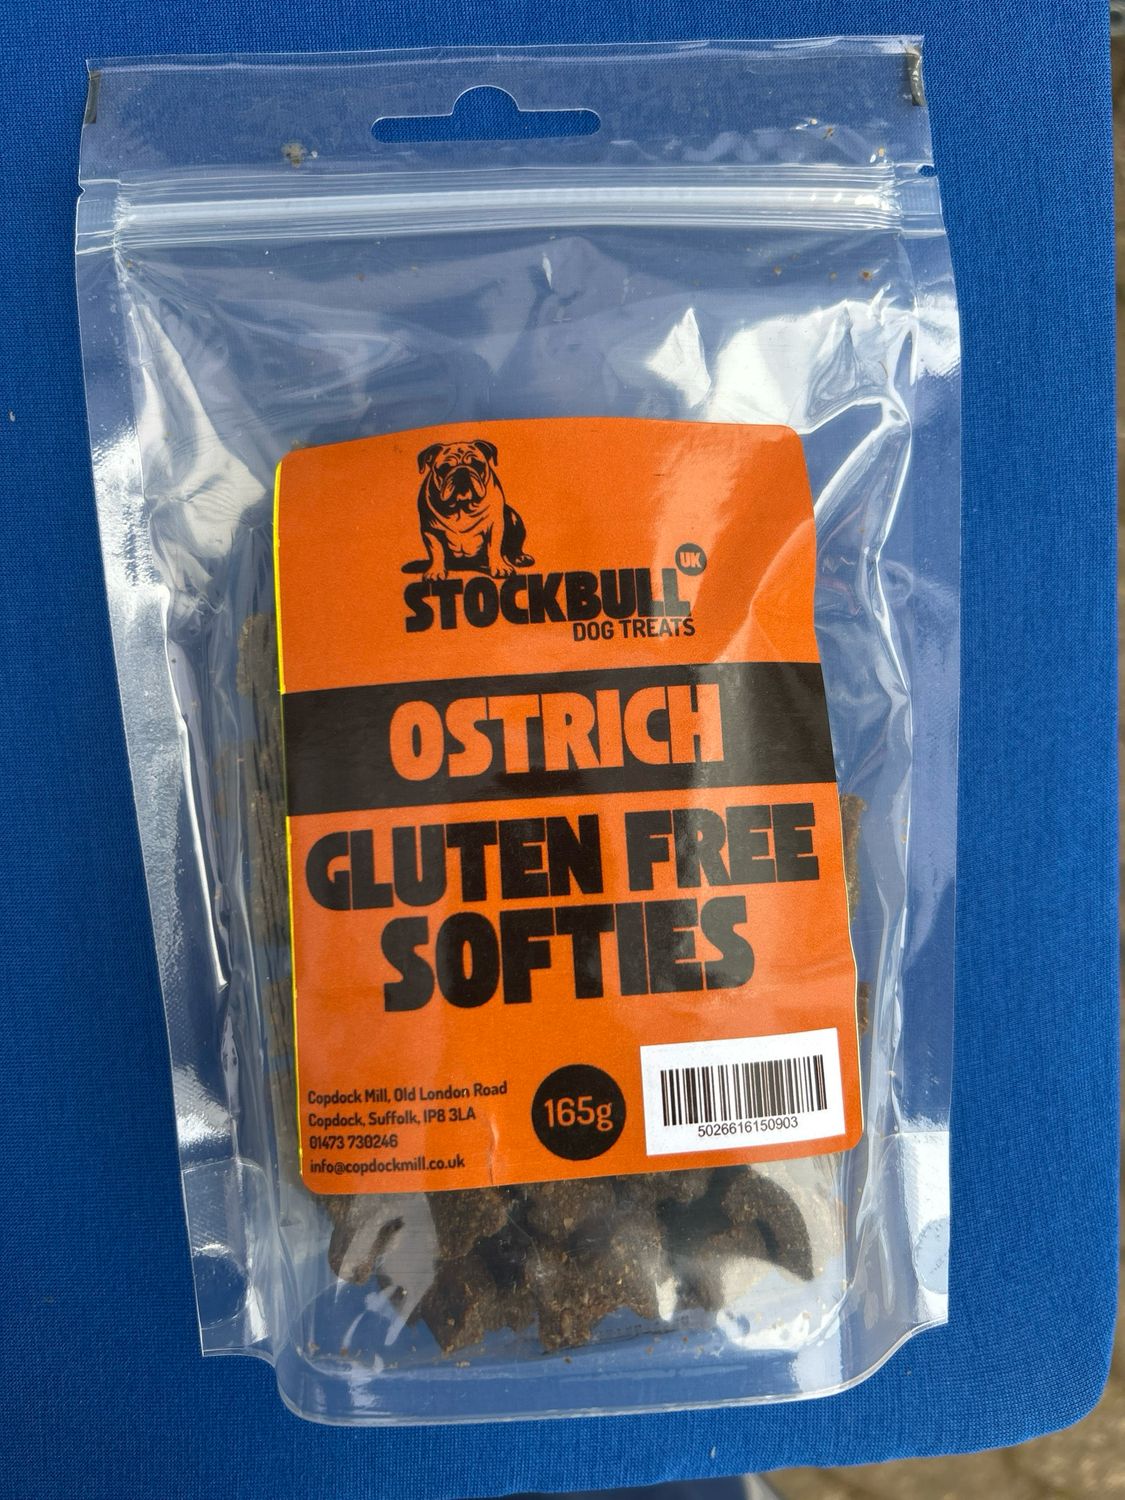 STOCKBULL UK
DOG TREATS
OSTRICH
GLUTEN FREE
SOFTIES
Copdock Mill, Old London Road
Copdock, Suffolk, IP8 3LA
01473 730246
info@copdockmill.co.uk
165g
5026616150903